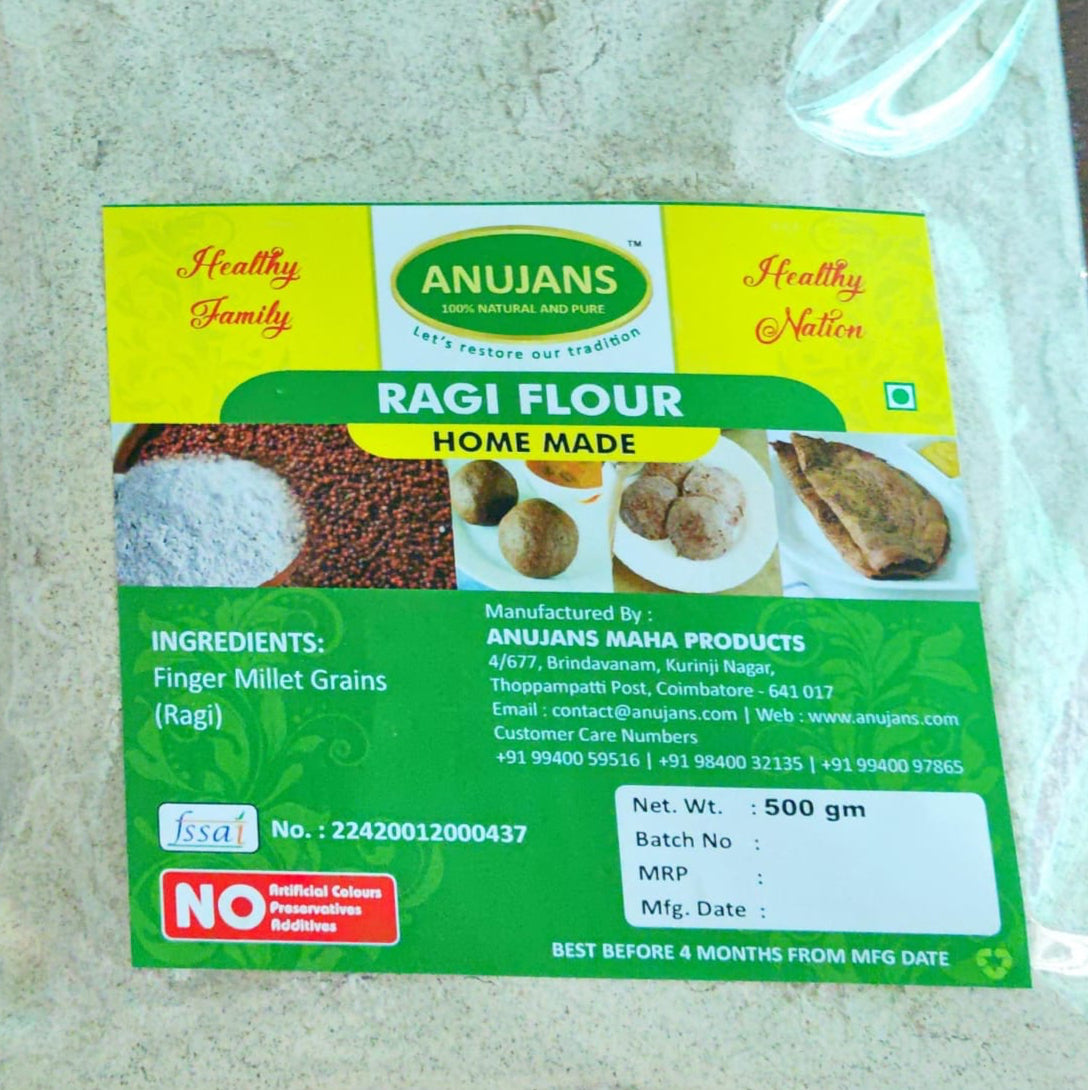 Healthy
Family
ANUJANS
TM
100% NATURAL AND PURE
Let's restore our tradition
Healthy
Nation
RAGI FLOUR
HOME MADE
INGREDIENTS:
Finger Millet Grains
(Ragi)
Manufactured By :
ANUJANS MAHA PRODUCTS
4/677, Brindavanam, Kurinji Nagar,
Thoppampatti Post, Coimbatore - 641 017
Email : contact@anujans.com | Web : www.anujans.com
Customer Care Numbers
+91 99400 59516 | +91 98400 32135 | +91 99400 97865
fssai No. : 22420012000437
NO Artificial Colours
Preservatives
Additives
Net. Wt. : 500 gm
Batch No :
MRP :
Mfg. Date :
BEST BEFORE 4 MONTHS FROM MFG DATE